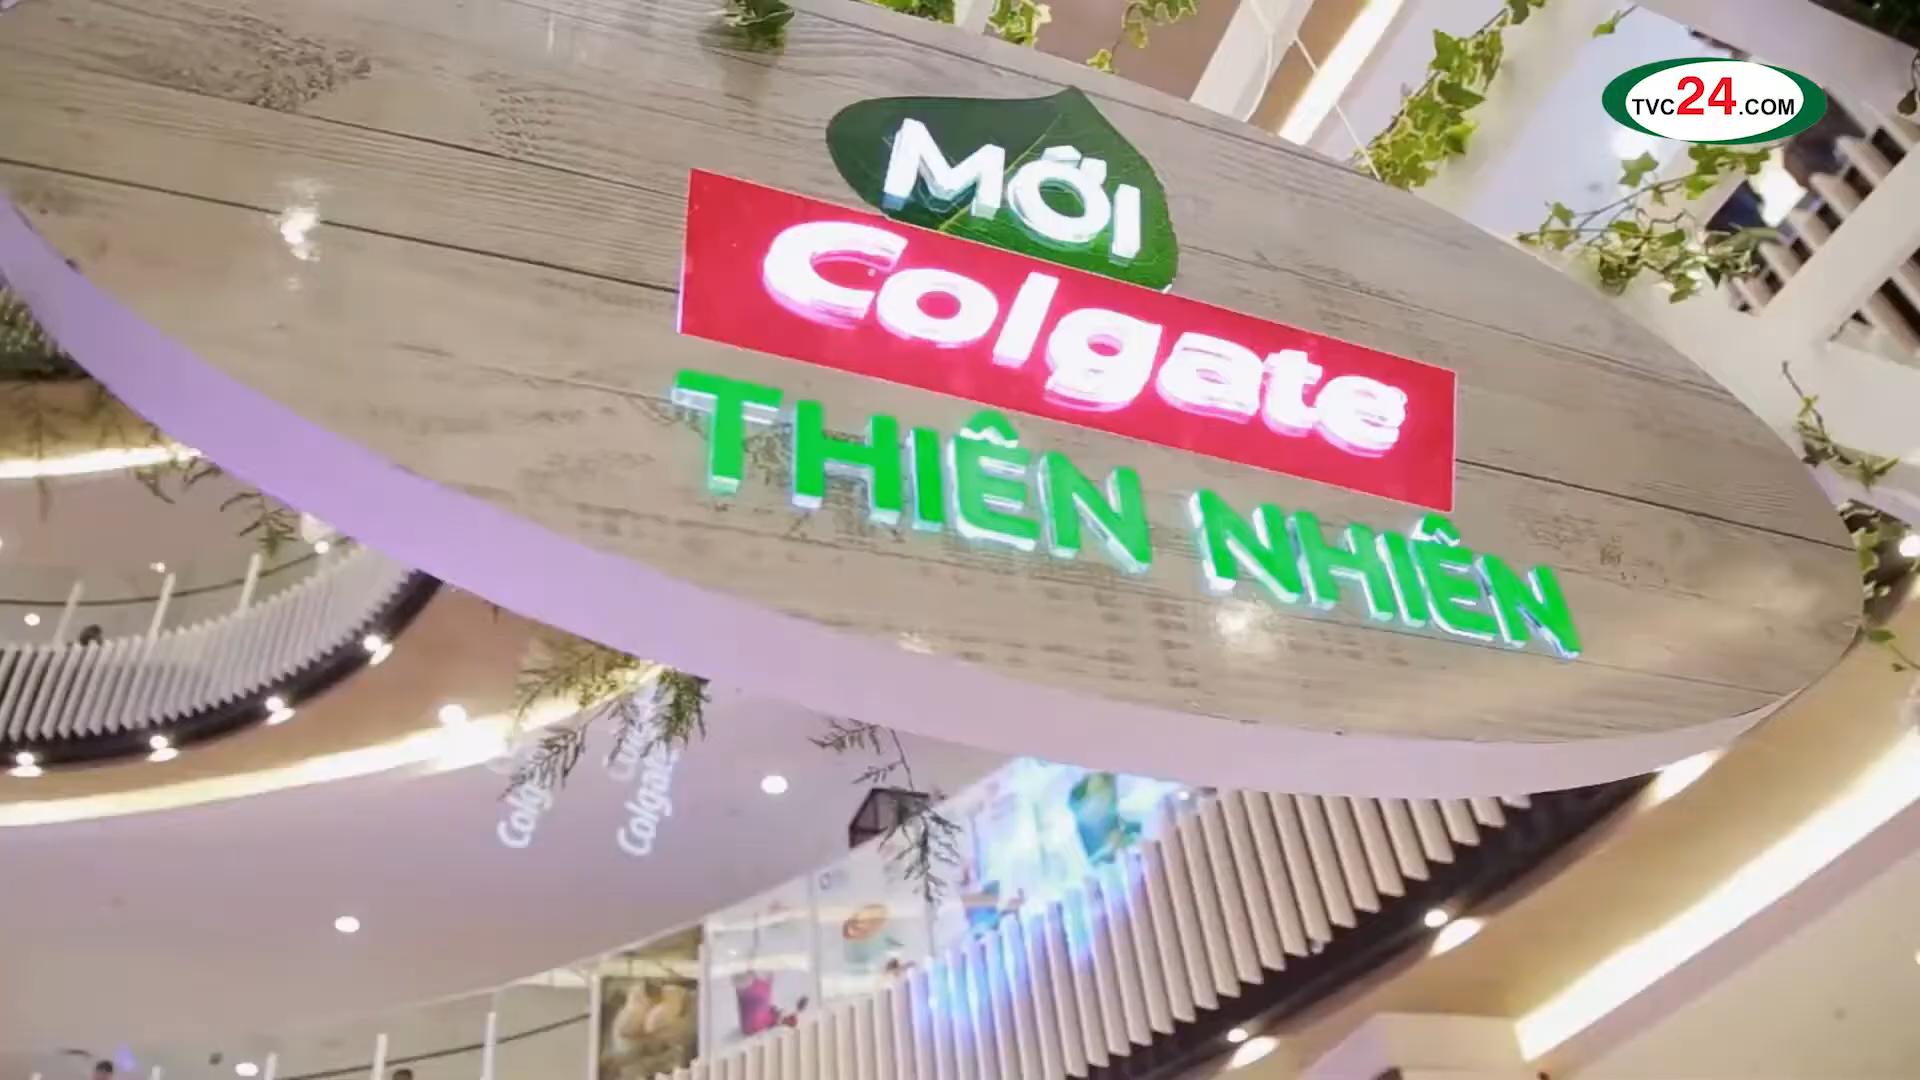 TVC24.COM
MỚI
Colgate
THIÊN NHIÊN
Colgate
Colgate